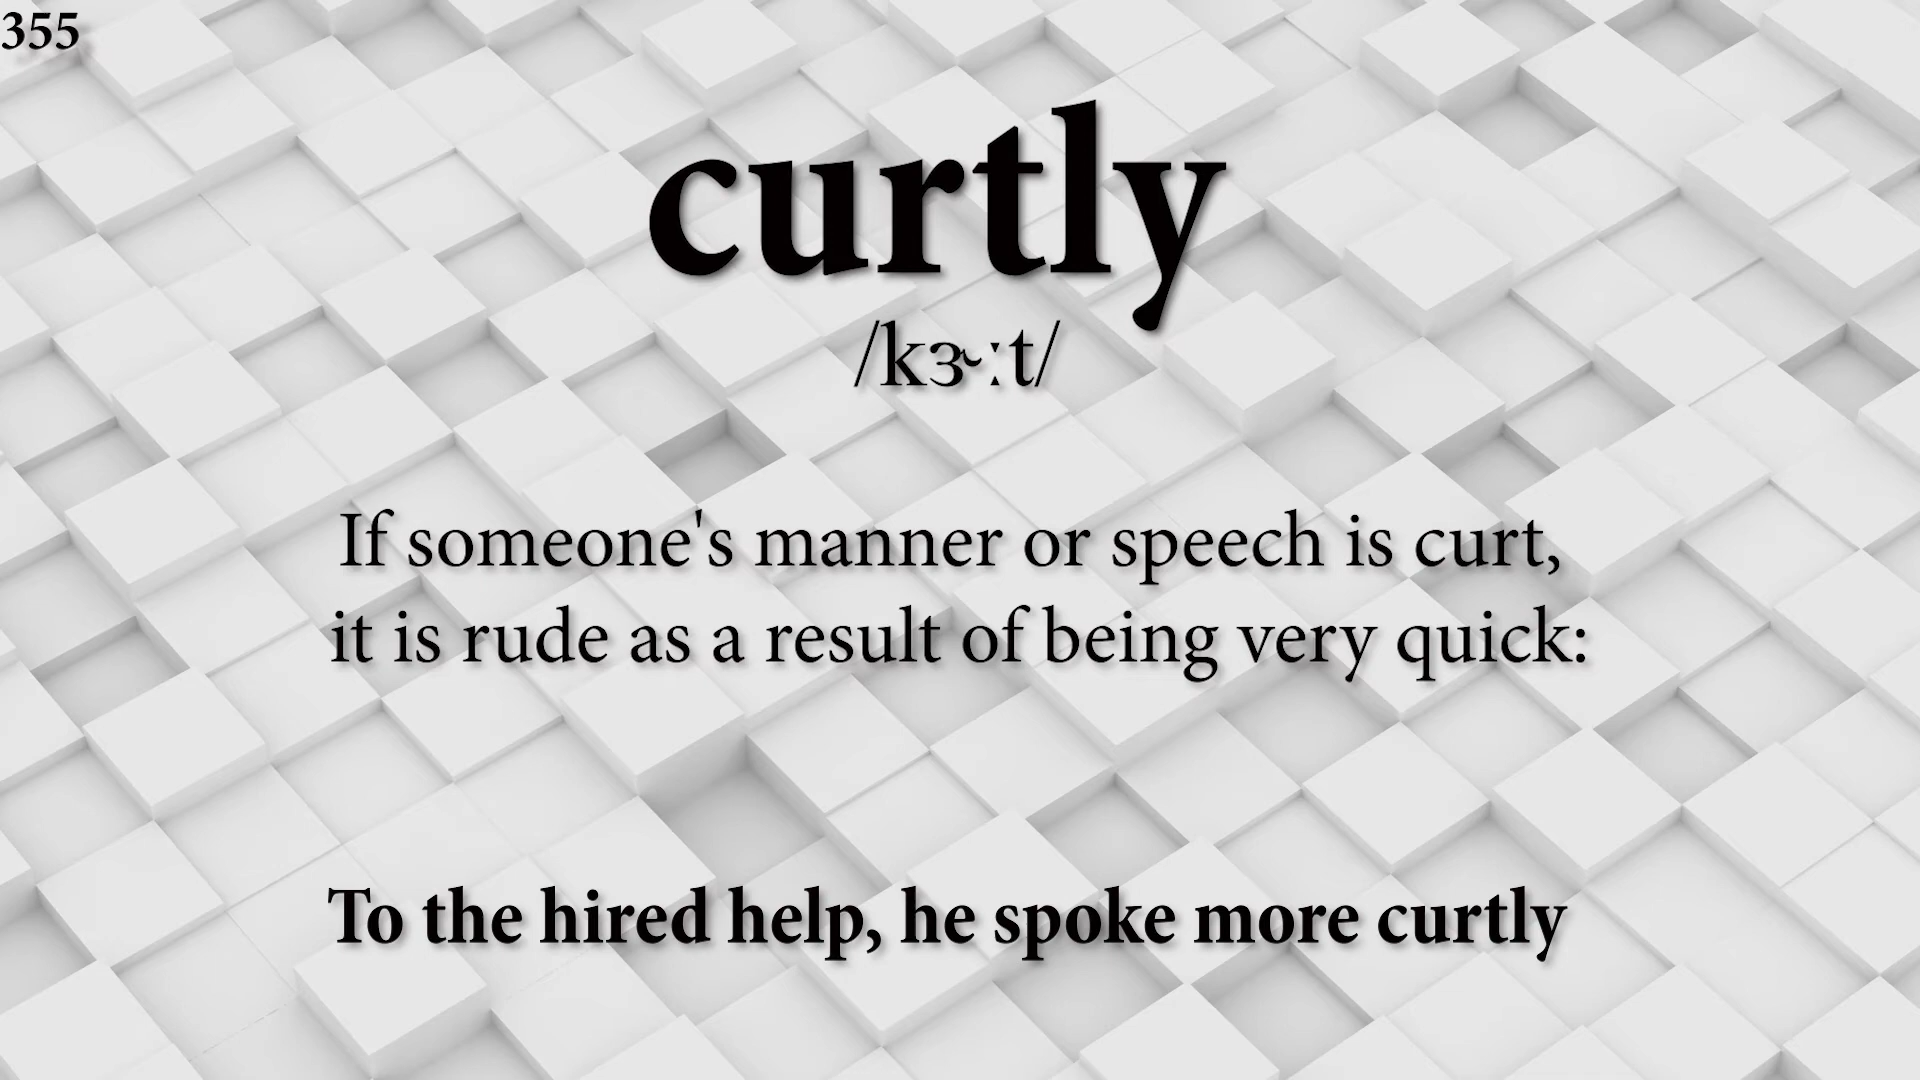 355
curtly
/kɝːt/
If someone's manner or speech is curt,
it is rude as a result of being very quick:
To the hired help, he spoke more curtly